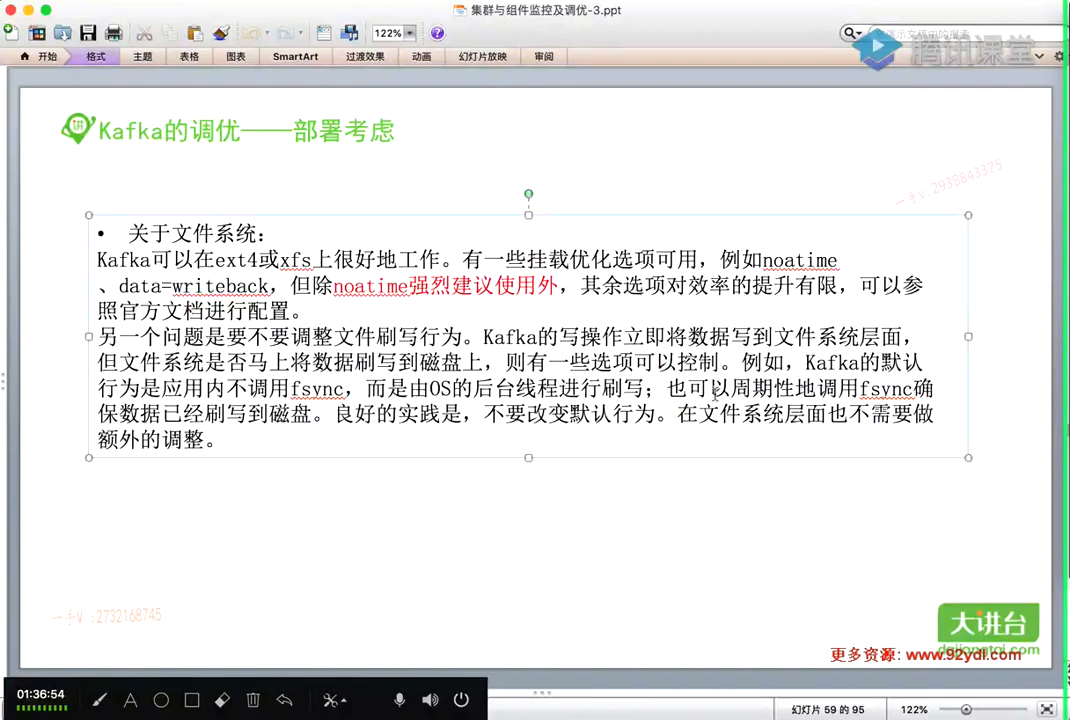 集群与组件监控及调优-3.ppt
122%
腾讯课堂
开始 格式 主题 表格 图表 SmartArt 过渡效果 动画 幻灯片放映 审阅
Kafka的调优——部署考虑
一手v:2938843375
• 关于文件系统:
Kafka可以在ext4或xfs上很好地工作。有一些挂载优化选项可用，例如noatime
、data=writeback，但除noatime强烈建议使用外，其余选项对效率的提升有限，可以参
照官方文档进行配置。
另一个问题是要不要调整文件刷写行为。Kafka的写操作立即将数据写到文件系统层面，
但文件系统是否马上将数据刷写到磁盘上，则有一些选项可以控制。例如，Kafka的默认
行为是应用内不调用fsync，而是由OS的后台线程进行刷写；也可以周期性地调用fsync确
保数据已经刷写到磁盘。良好的实践是，不要改变默认行为。在文件系统层面也不需要做
额外的调整。
一手V :2732168745
大讲台
dajiangtai.com
更多资源: www.92ydl.com
01:36:54
幻灯片 59 的 95
122%